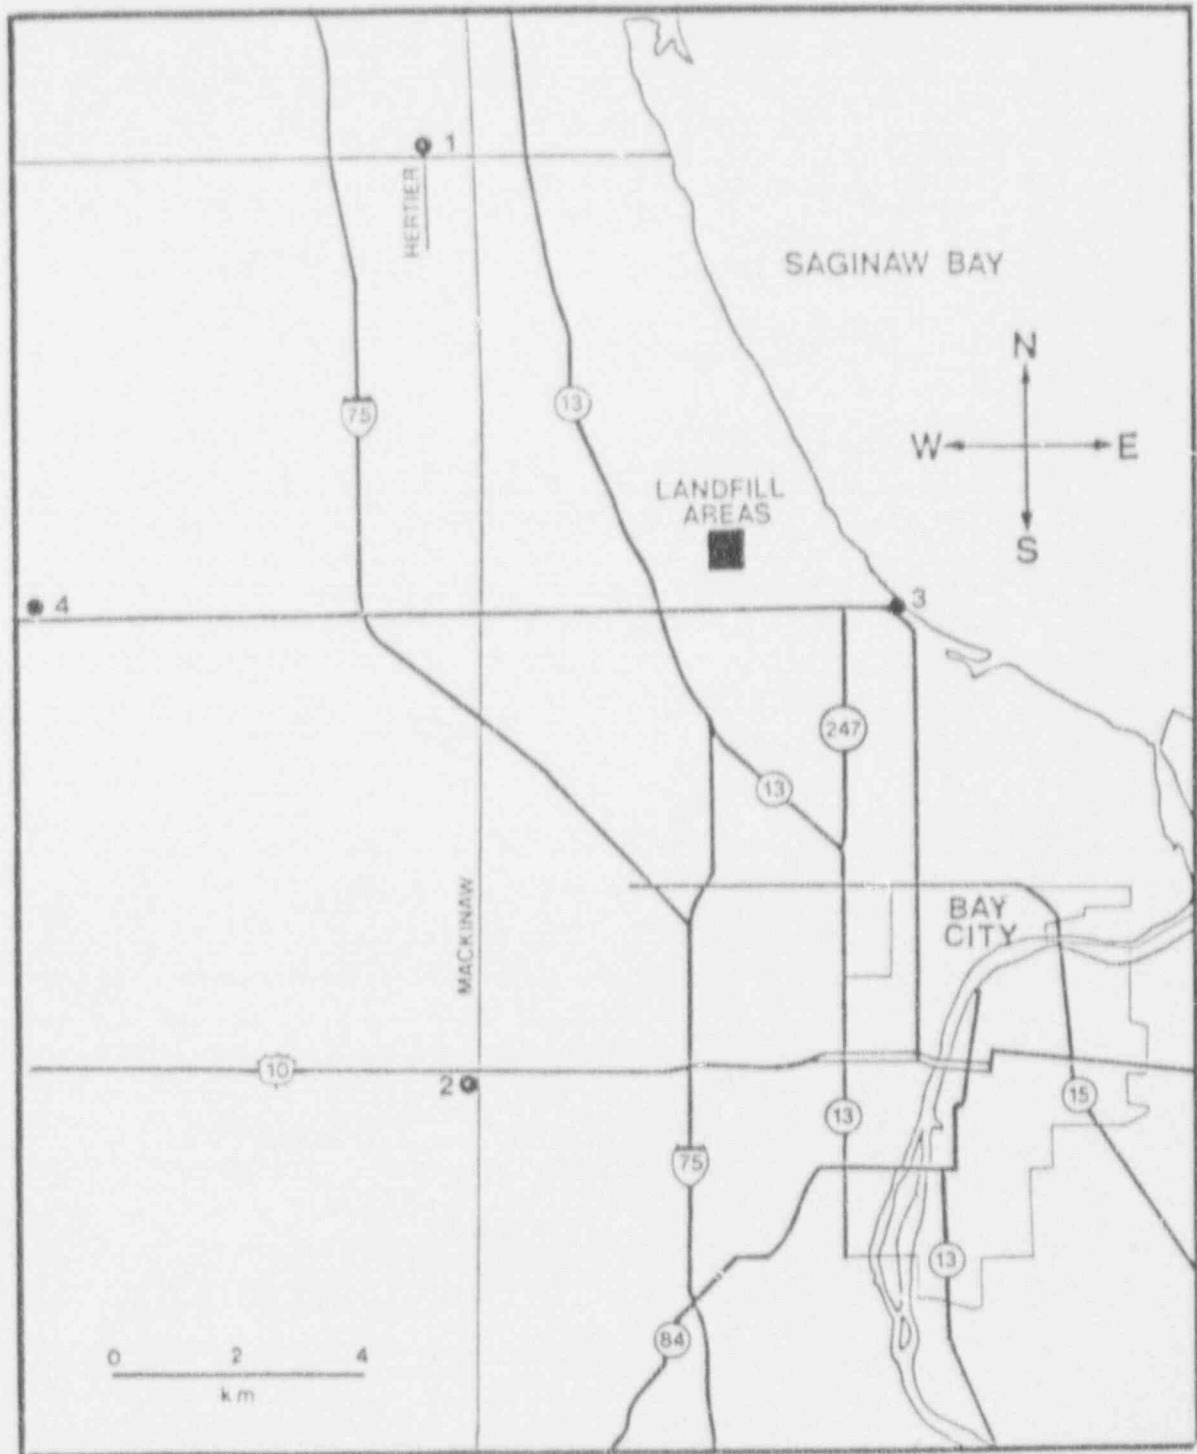 1
HERTIER
SAGINAW BAY
N
75
13
W E
LANDFILL
AREAS
S
4
3
247
13
MACKINAW
BAY
CITY
10
2
15
13
75
13
84
0 2 4
km